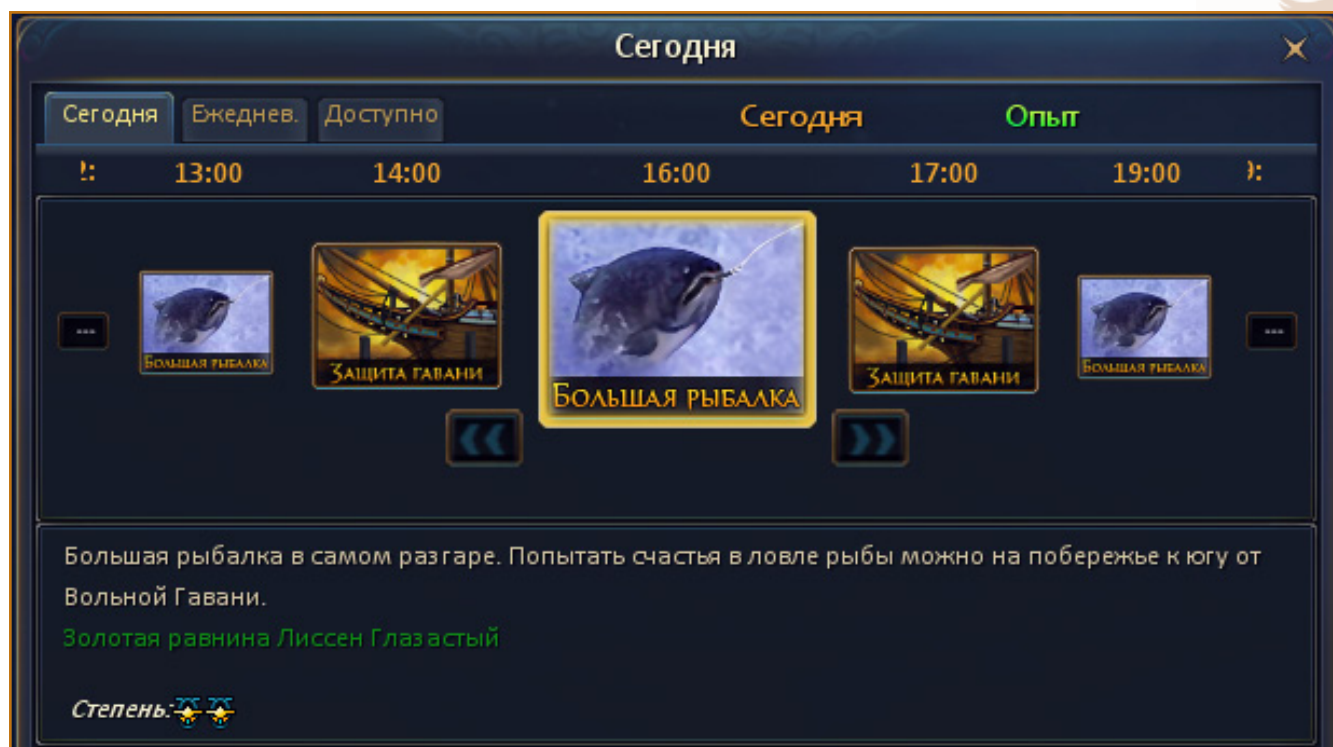 Сегодня
Сегодня Ежеднев. Доступно Сегодня Опыт
13:00 14:00 16:00 17:00 19:00
Большая рыбалка Защита гавани Большая рыбалка Защита гавани Большая рыбалка
Большая рыбалка в самом разгаре. Попытать счастья в ловле рыбы можно на побережье к югу от
Вольной Гавани.
Золотая равнина Лиссен Глазастый
Степень: